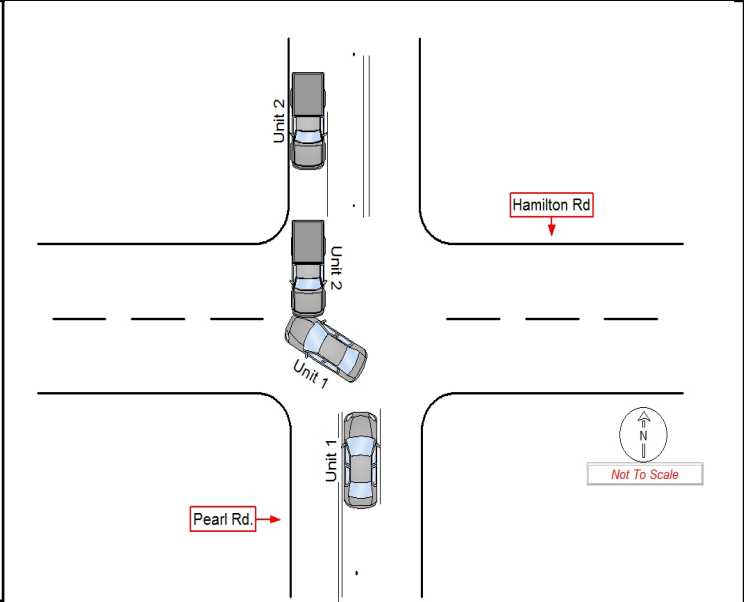 Unit 2
Hamilton Rd
Unit 2
Unit 1
Unit 1
N
Not To Scale
Pearl Rd.